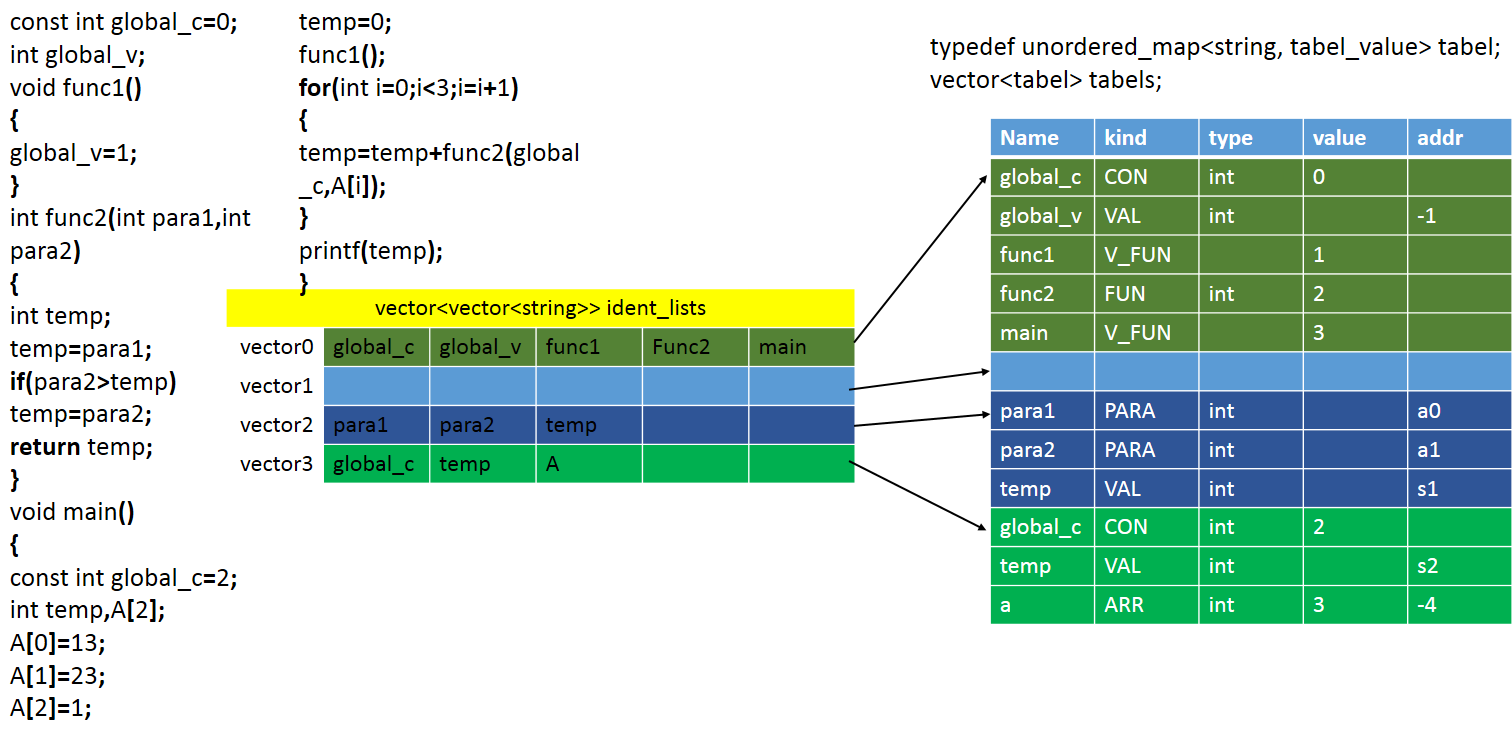 const int global_c=0;
int global_v;
void func1()
{
global_v=1;
}
int func2(int para1,int
para2)
{
int temp;
temp=para1;
if(para2>temp)
temp=para2;
return temp;
}
void main()
{
const int global_c=2;
int temp,A[2];
A[0]=13;
A[1]=23;
A[2]=1;
temp=0;
func1();
for(int i=0;i<3;i=i+1)
{
temp=temp+func2(global
_c,A[i]);
}
printf(temp);
}
vector<vector<string>> ident_lists
vector0 global_c global_v func1 Func2 main
vector1
vector2 para1 para2 temp
vector3 global_c temp A
typedef unordered_map<string, tabel_value> tabel;
vector<tabel> tabels;
Name kind type value addr
global_c CON int 0
global_v VAL int -1
func1 V_FUN 1
func2 FUN int 2
main V_FUN 3
para1 PARA int a0
para2 PARA int a1
temp VAL int s1
global_c CON int 2
temp VAL int s2
a ARR int 3 -4